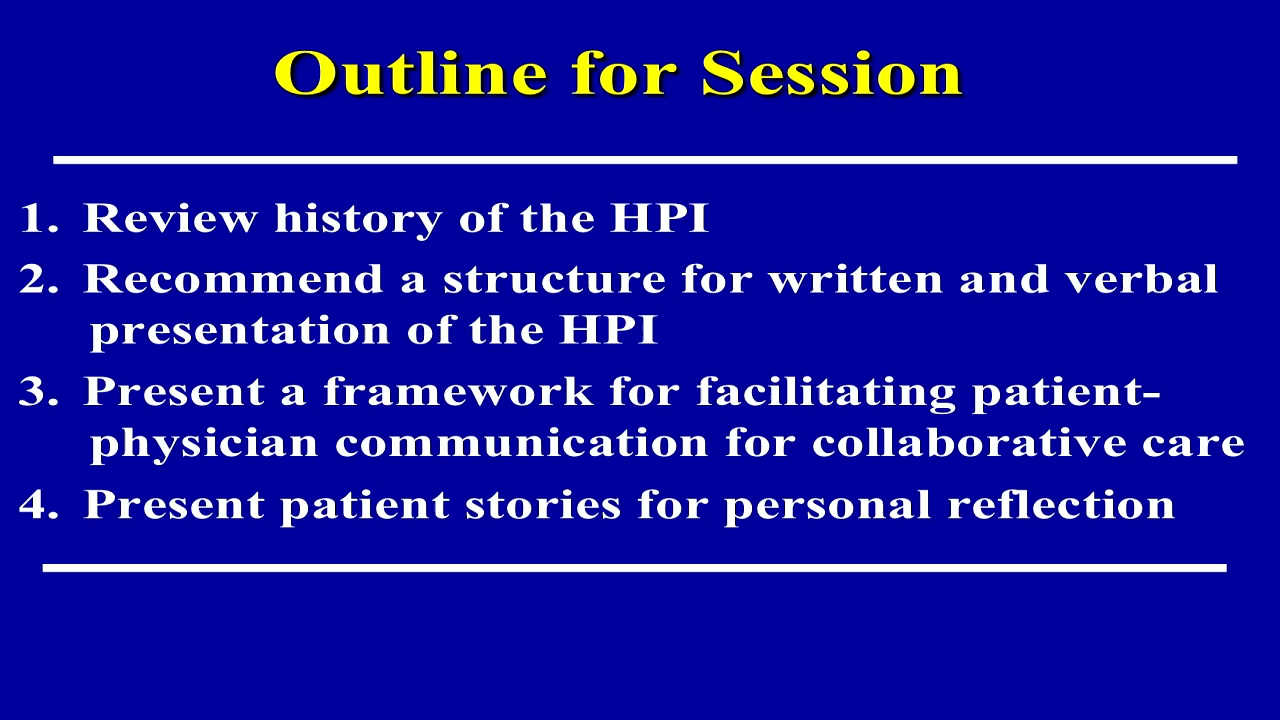 Outline for Session
1. Review history of the HPI
2. Recommend a structure for written and verbal
presentation of the HPI
3. Present a framework for facilitating patient-
physician communication for collaborative care
4. Present patient stories for personal reflection